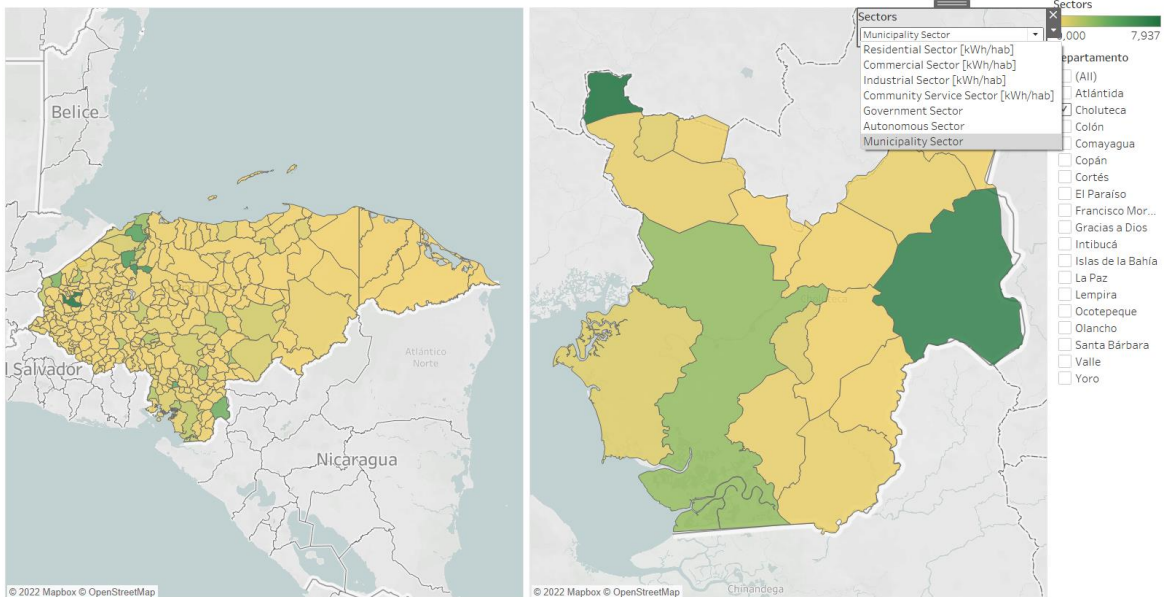 Belice
l Salvador
Atlántico
Norte
Nicaragua
© 2022 Mapbox © OpenStreetMap
Sectors
Municipality Sector
Residential Sector [kWh/hab]
Commercial Sector [kWh/hab]
Industrial Sector [kWh/hab]
Community Service Sector [kWh/hab]
Government Sector
Autonomous Sector
Municipality Sector
Choluteca
Chinandega
© 2022 Mapbox © OpenStreetMap
Sectors
,000 7,937
epartamento
(All)
Atlántida
Choluteca
Colón
Comayagua
Copán
Cortés
El Paraíso
Francisco Mor...
Gracias a Dios
Intibucá
Islas de la Bahía
La Paz
Lempira
Ocotepeque
Olancho
Santa Bárbara
Valle
Yoro